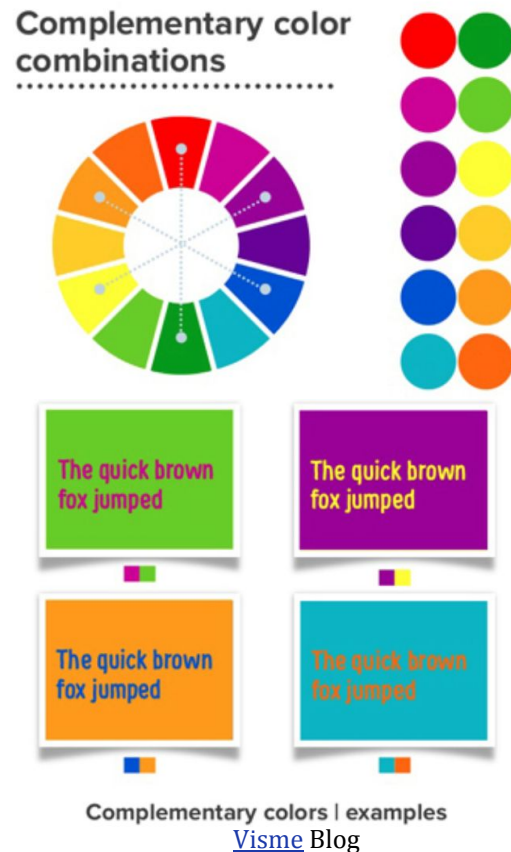 Complementary color
combinations
The quick brown
fox jumped
The quick brown
fox jumped
The quick brown
fox jumped
The quick brown
fox jumped
Complementary colors | examples
Visme Blog